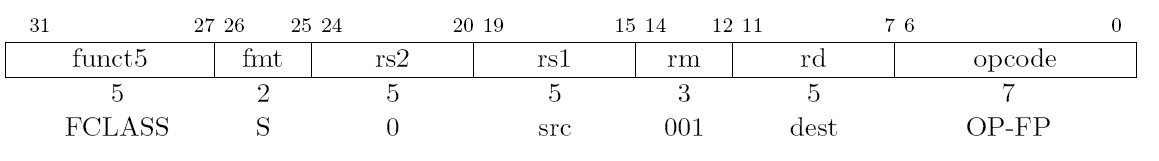 31 27 26 25 24 20 19 15 14 12 11 7 6 0
funct5 fmt rs2 rs1 rm rd opcode
5 2 5 5 3 5 7
FCLASS S 0 src 001 dest OP-FP